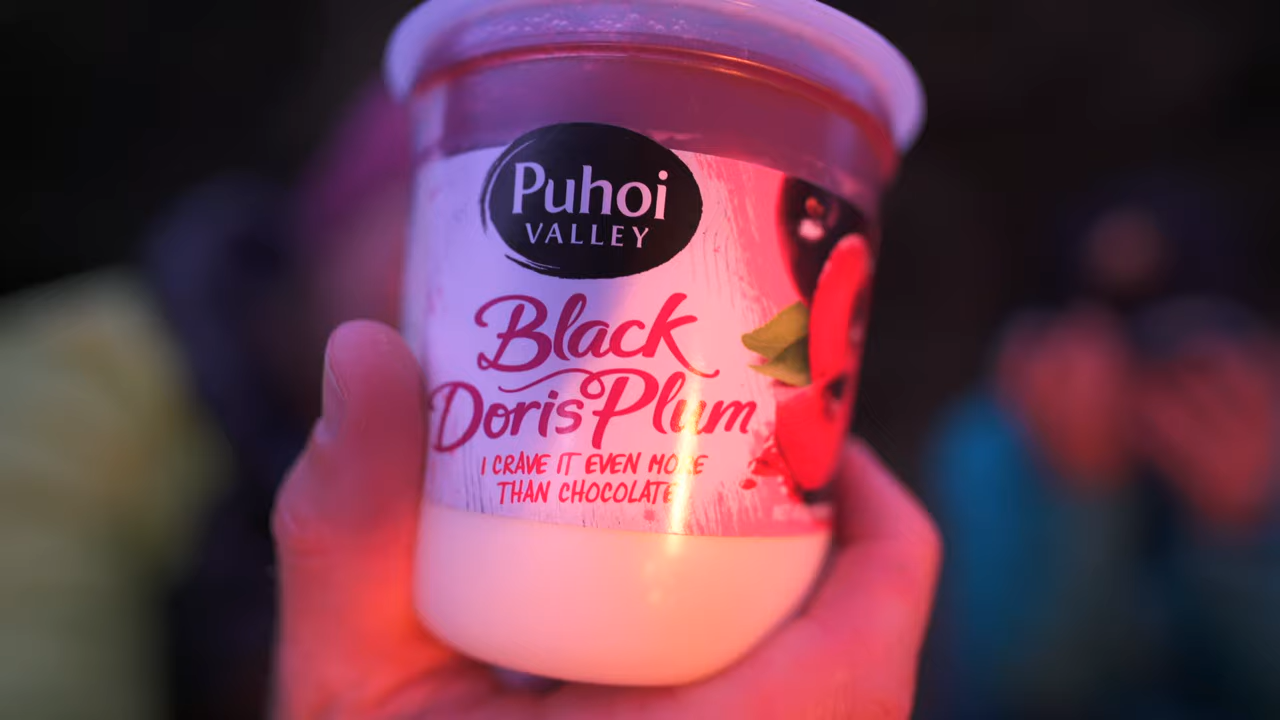 Puhoi
VALLEY
Black
Doris Plum
I CRAVE IT EVEN MORE
THAN CHOCOLATE